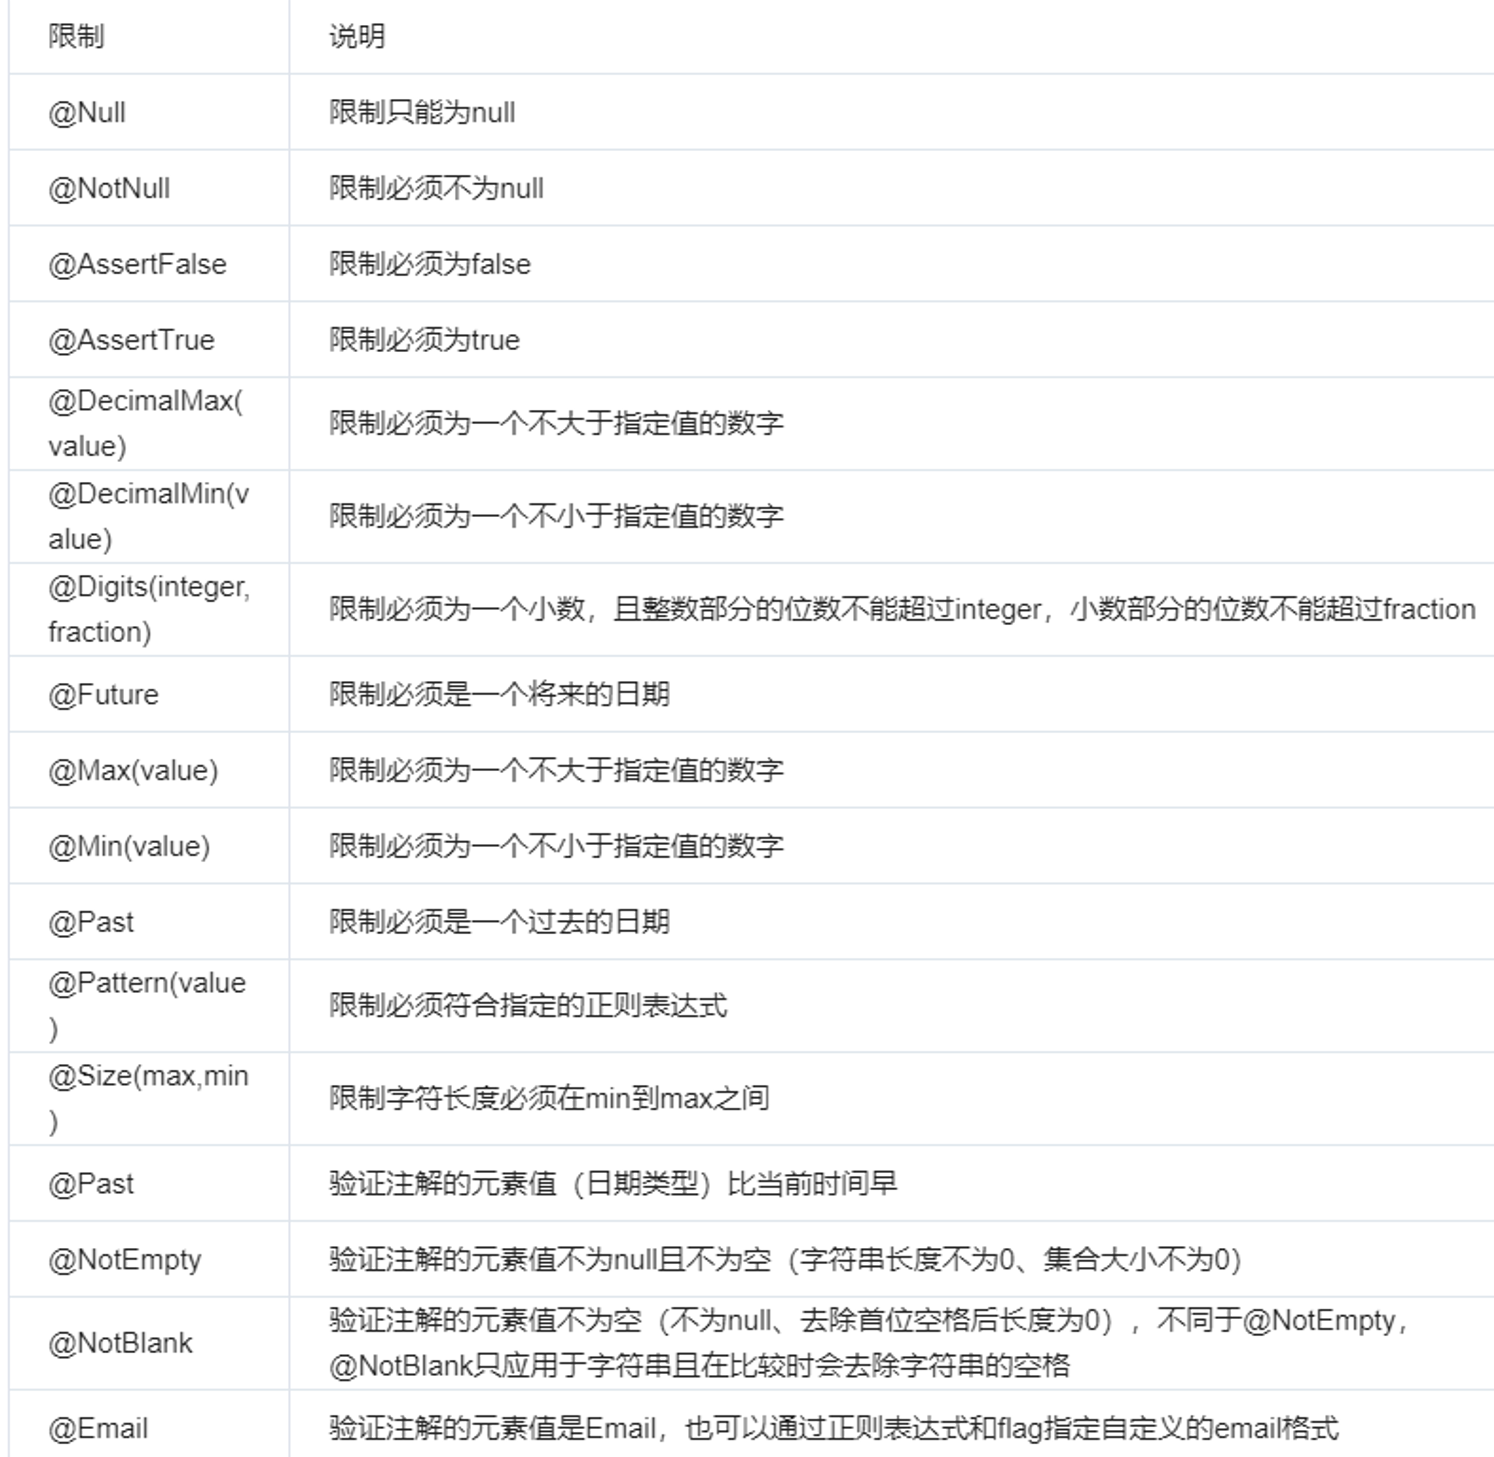 限制 说明
@Null 限制只能为null
@NotNull 限制必须不为null
@AssertFalse 限制必须为false
@AssertTrue 限制必须为true
@DecimalMax(
value)
限制必须为一个不大于指定值的数字
@DecimalMin(v
alue)
限制必须为一个不小于指定值的数字
@Digits(integer,
fraction)
限制必须为一个小数，且整数部分的位数不能超过integer，小数部分的位数不能超过fraction
@Future 限制必须是一个将来的日期
@Max(value) 限制必须为一个不大于指定值的数字
@Min(value) 限制必须为一个不小于指定值的数字
@Past 限制必须是一个过去的日期
@Pattern(value
)
限制必须符合指定的正则表达式
@Size(max,min
)
限制字符长度必须在min到max之间
@Past 验证注解的元素值（日期类型）比当前时间早
@NotEmpty 验证注解的元素值不为null且不为空（字符串长度不为0、集合大小不为0）
@NotBlank
验证注解的元素值不为空（不为null、去除首位空格后长度为0），不同于@NotEmpty，
@NotBlank只应用于字符串且在比较时会去除字符串的空格
@Email 验证注解的元素值是Email，也可以通过正则表达式和flag指定自定义的email格式